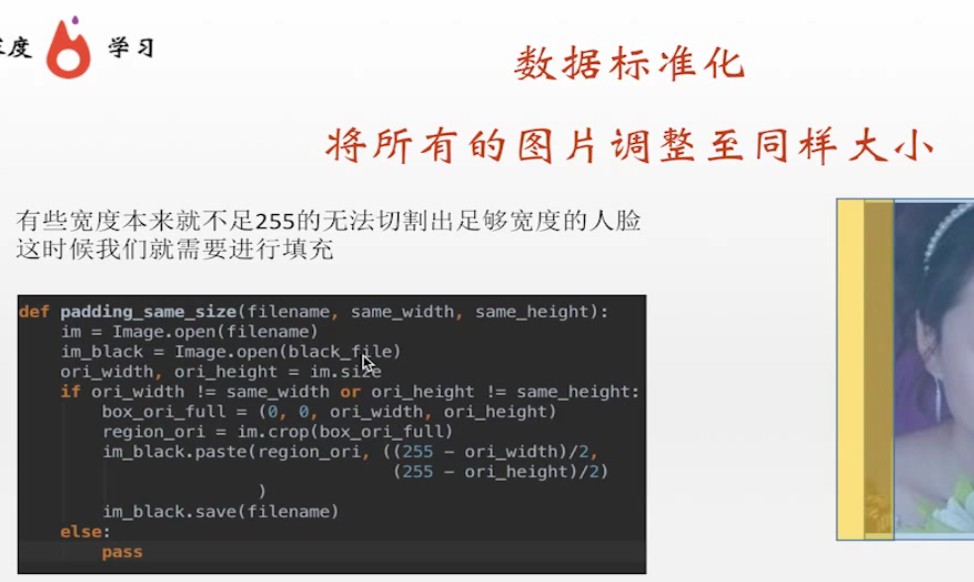 度 学习
数据标准化
将所有的图片调整至同样大小
有些宽度本来就不足255的无法切割出足够宽度的人脸
这时候我们就需要进行填充
def padding_same_size(filename, same_width, same_height):
im = Image.open(filename)
im_black = Image.open(black_file)
ori_width, ori_height = im.size
if ori_width != same_width or ori_height != same_height:
box_ori_full = (0, 0, ori_width, ori_height)
region_ori = im.crop(box_ori_full)
im_black.paste(region_ori, ((255 - ori_width)/2,
(255 - ori_height)/2)
)
im_black.save(filename)
else:
pass